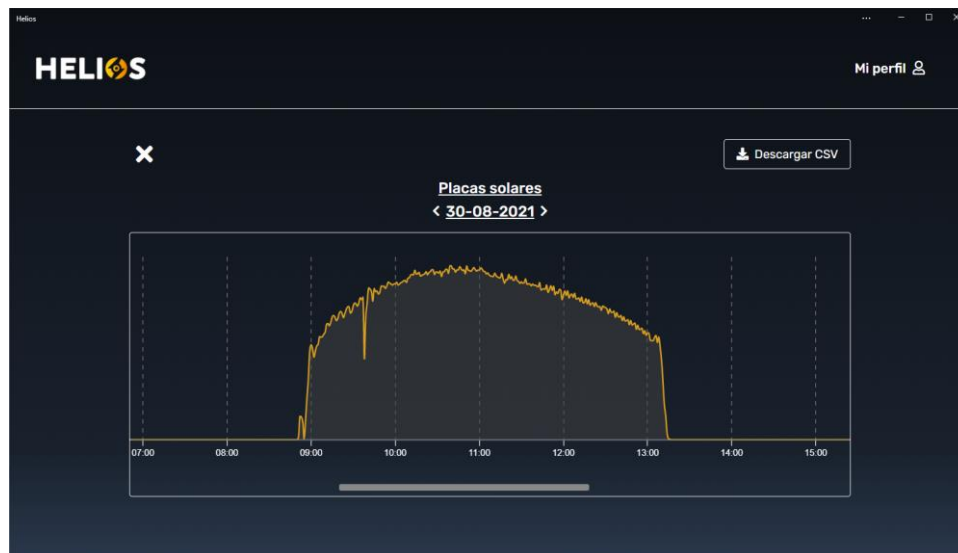 Helios
HELIOS
Mi perfil
Descargar CSV
Placas solares
< 30-08-2021 >
07:00 08:00 09:00 10:00 11:00 12:00 13:00 14:00 15:00